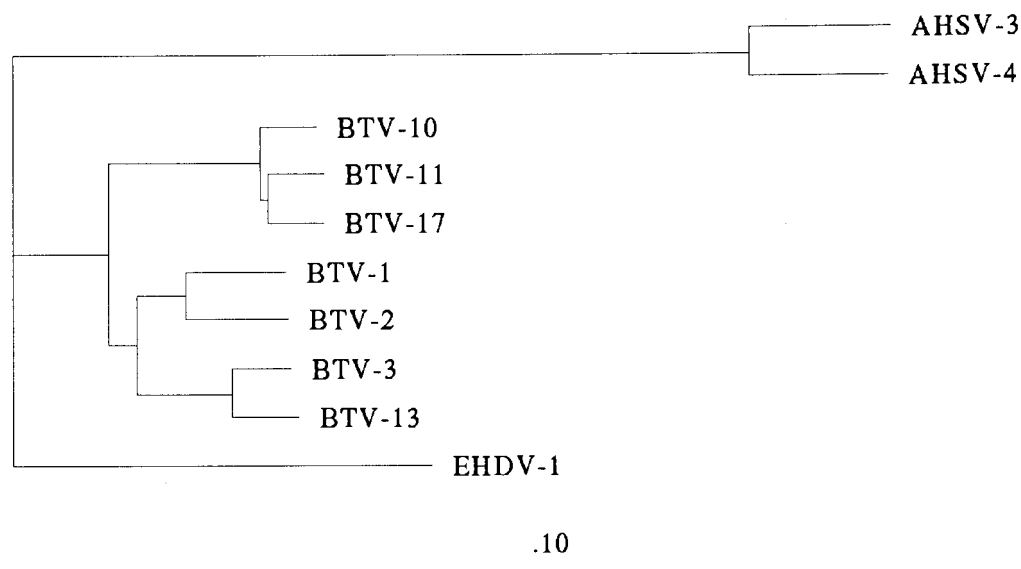 AHSV-3
AHSV-4
BTV-10
BTV-11
BTV-17
BTV-1
BTV-2
BTV-3
BTV-13
EHDV-1
.10